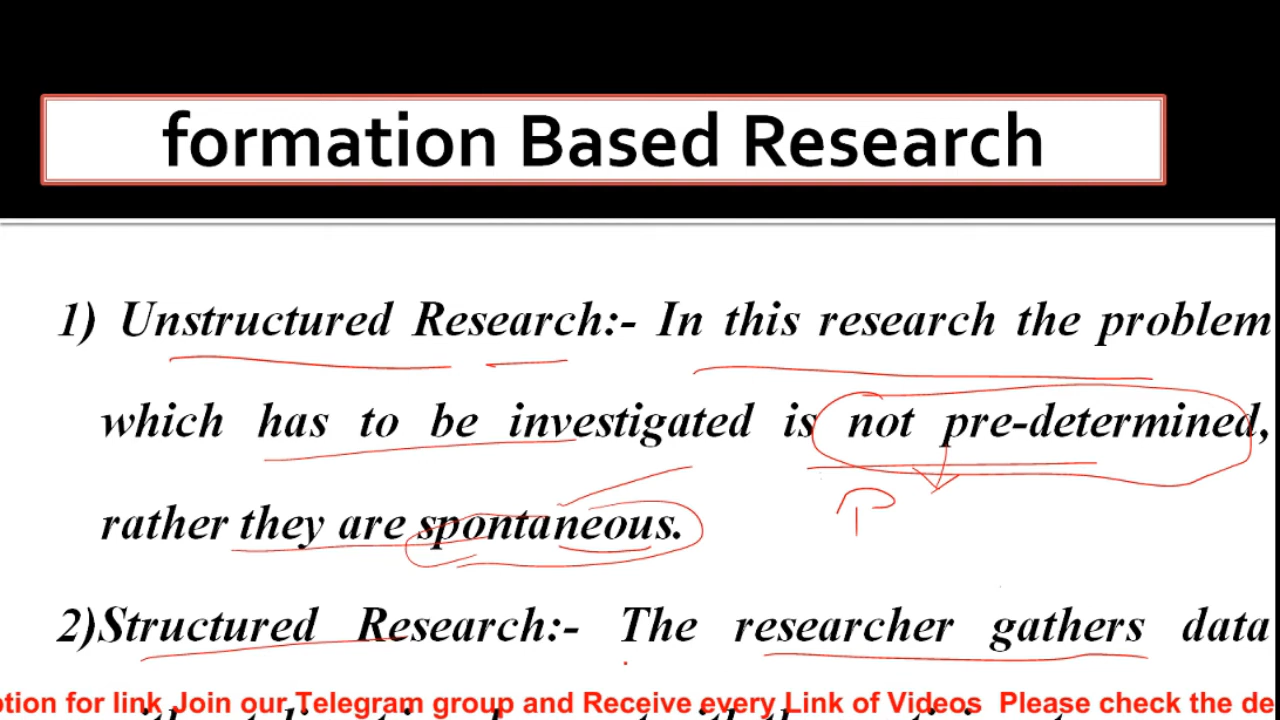 formation Based Research
1) Unstructured Research:- In this research the problem
which has to be investigated is not pre-determined,
P
rather they are spontaneous.
2)Structured Research:- The researcher gathers data
ption for link Join our Telegram group and Receive every Link of Videos Please check the de